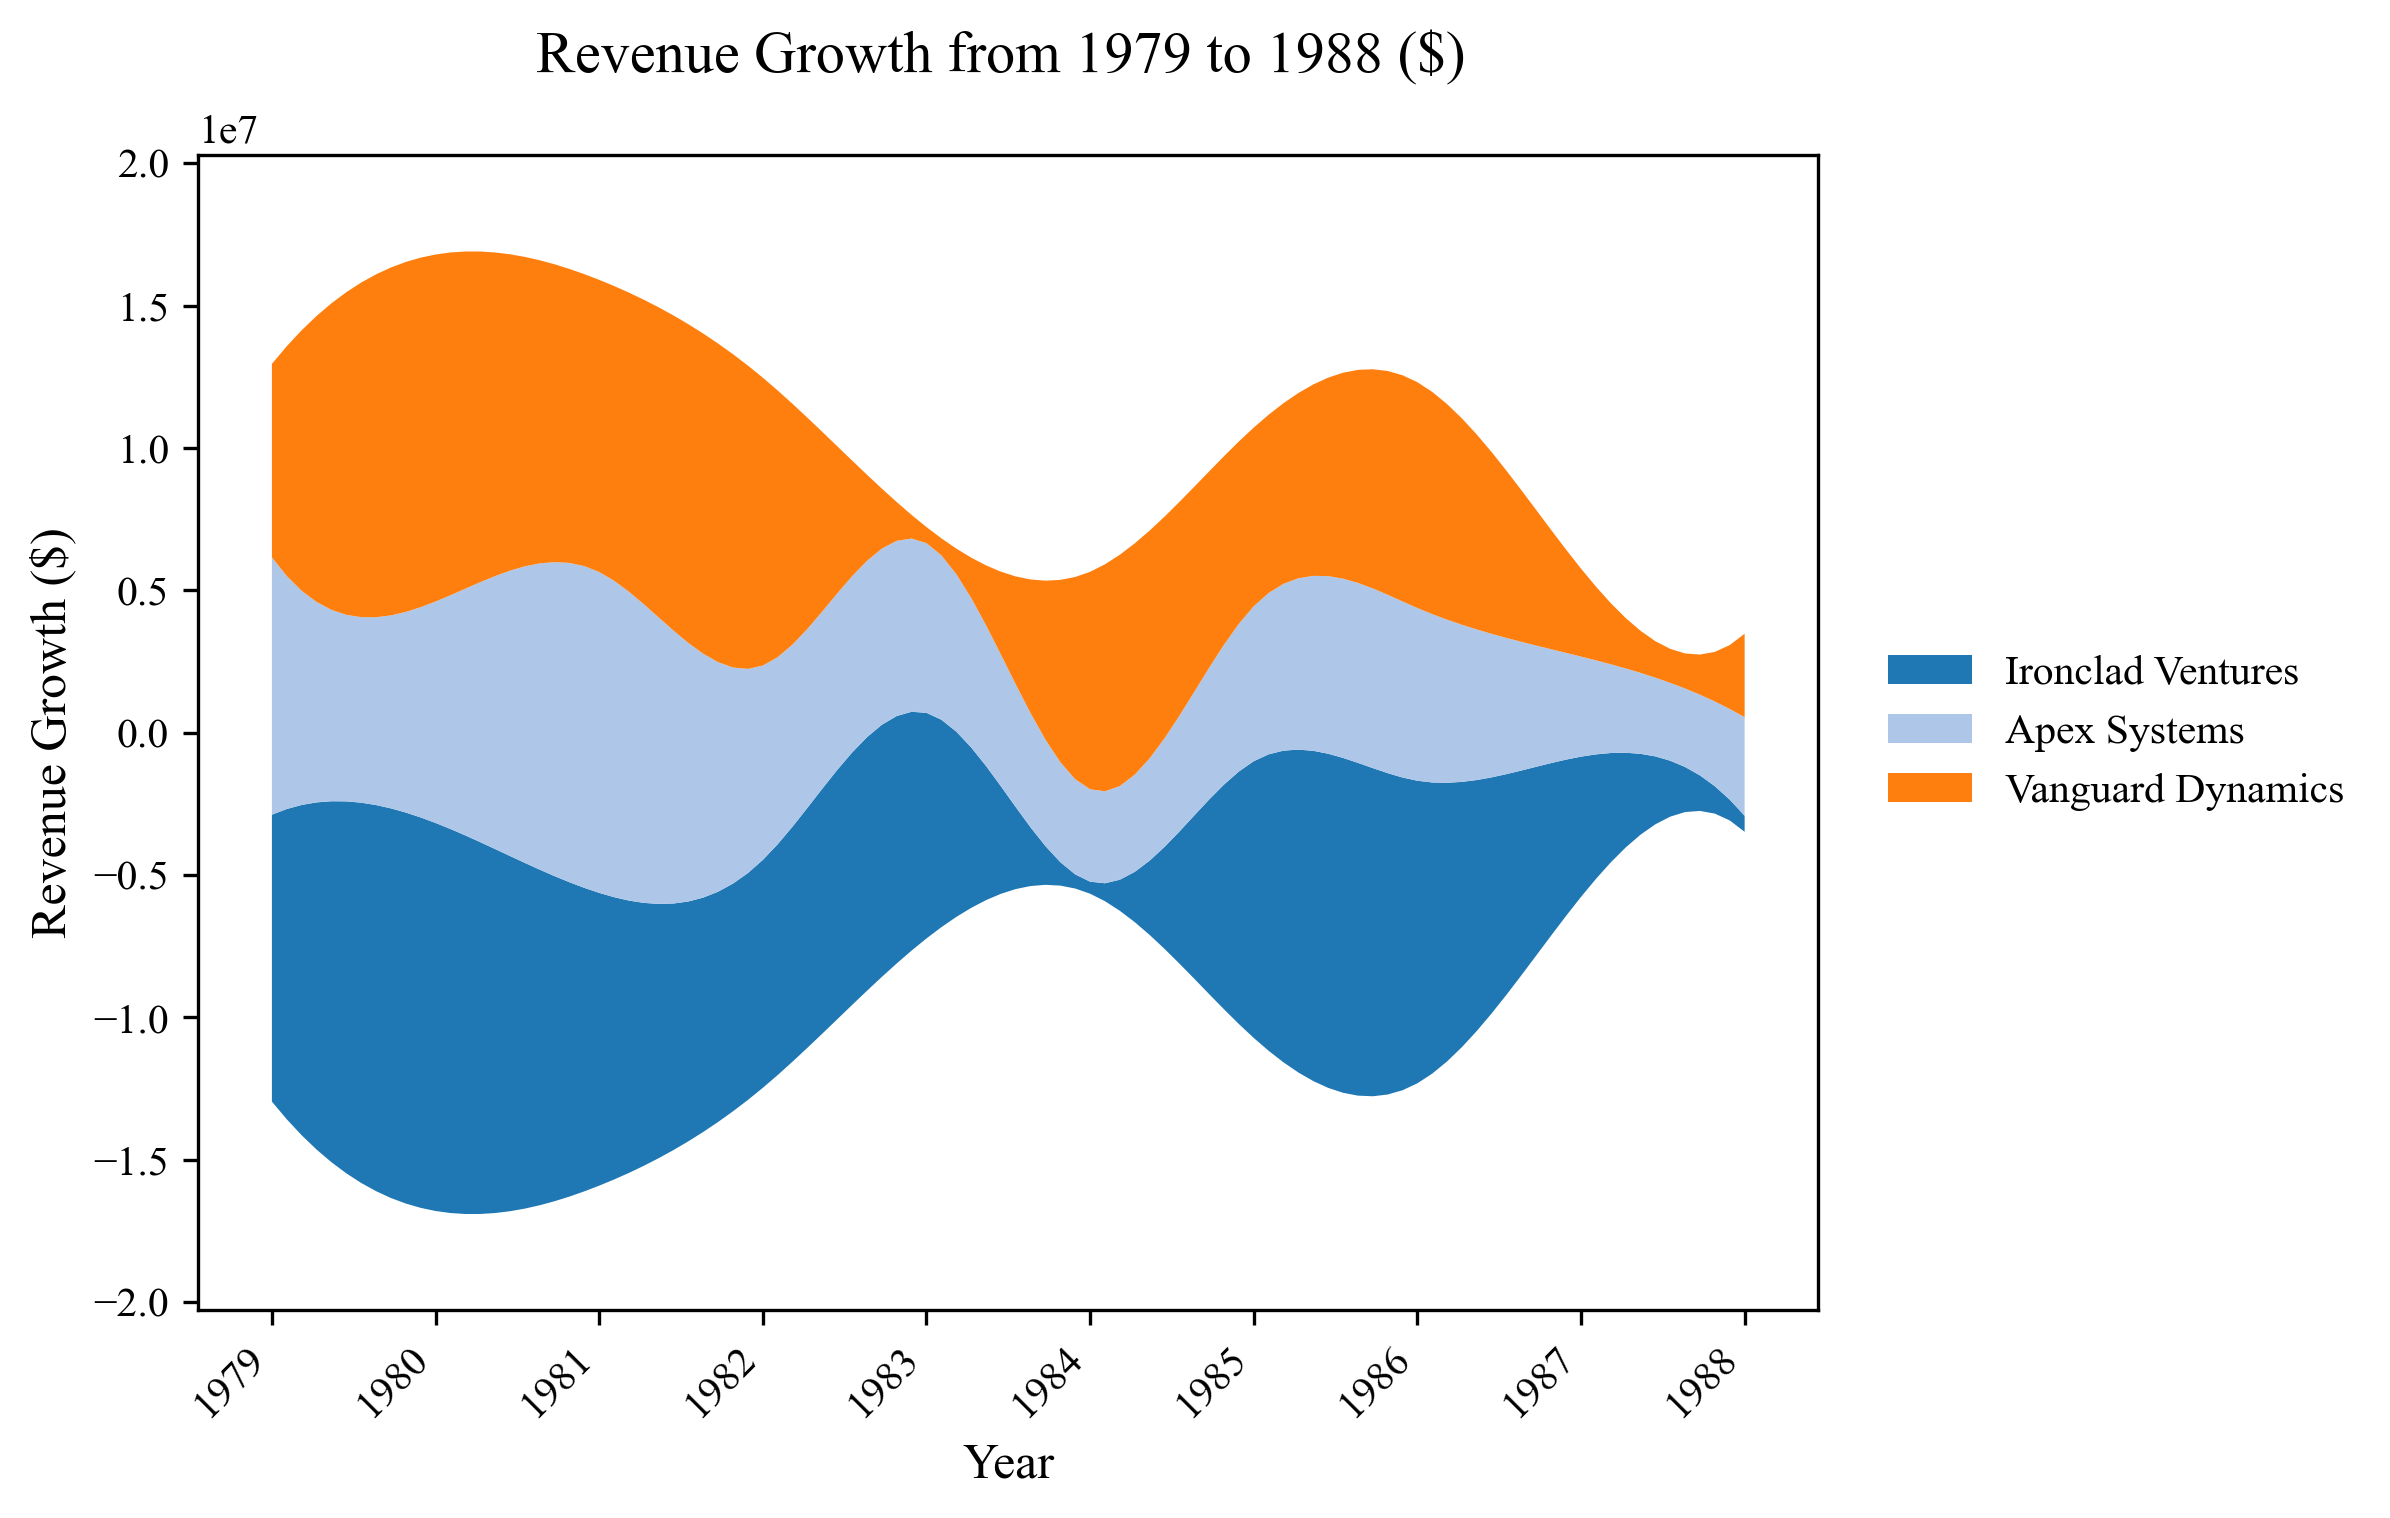 Revenue Growth from 1979 to 1988 ($)
1e7
2.0
1.5
1.0
0.5
0.0
−0.5
−1.0
−1.5
−2.0
Revenue Growth ($)
1979
1980
1981
1982
1983
1984
1985
1986
1987
1988
Year
Ironclad Ventures
Apex Systems
Vanguard Dynamics